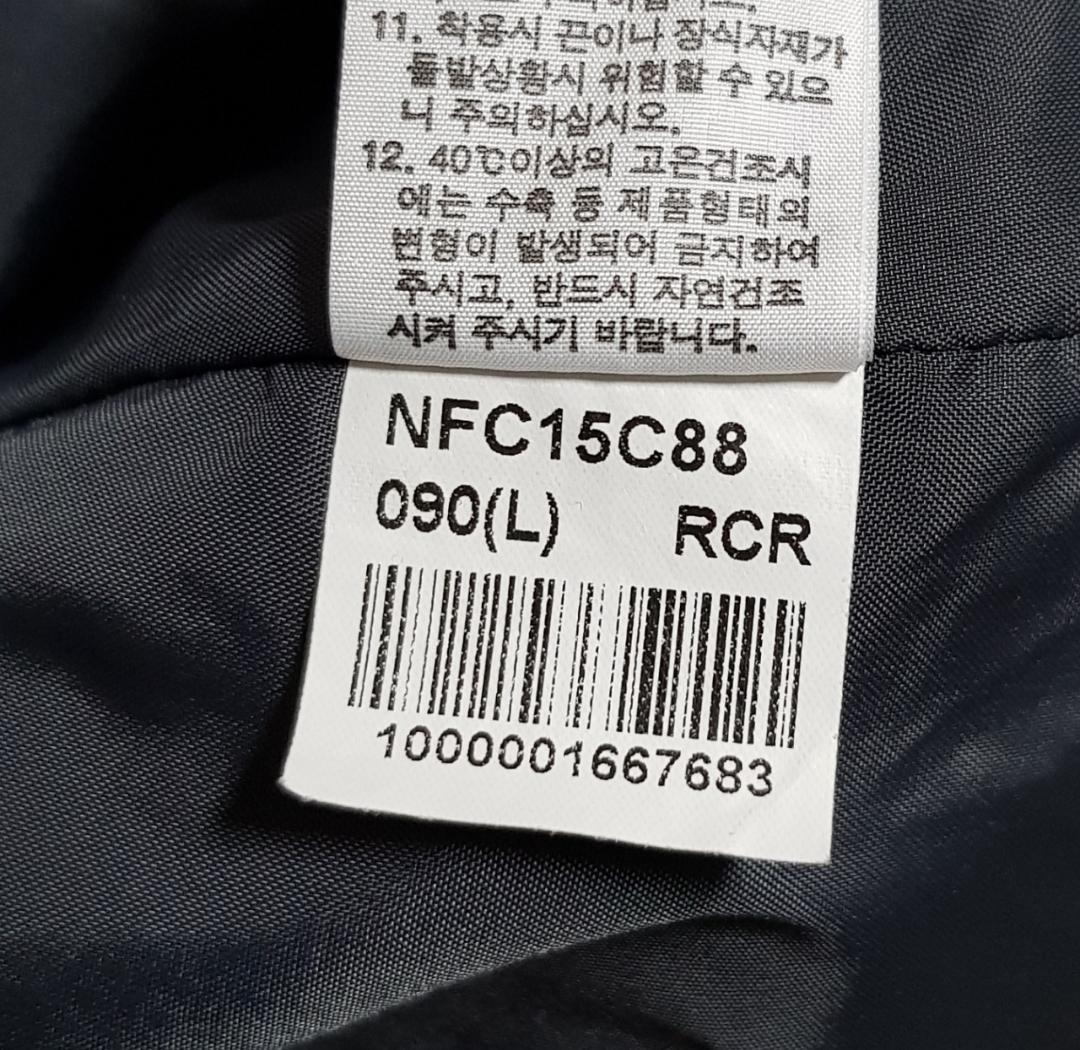 11. 착용시 끈이나 장식자재가
돌발상황시 위험할 수 있으
니 주의하십시오.
12. 40℃이상의 고온건조시
에는 수축 등 제품형태의
변형이 발생되어 금지하여
주시고, 반드시 자연건조
시켜 주시기 바랍니다.
NFC15C88
090(L) RCR
1000001667683